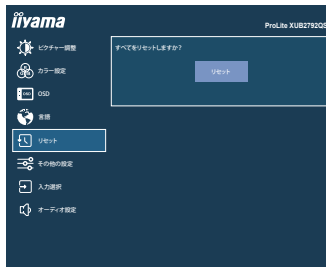 iiyama
ProLite XUB2792QS
ピクチャー調整
すべてをリセットしますか?
リセット
カラー設定
OSD
OSD
言語
リセット
その他の設定
入力選択
オーディオ設定